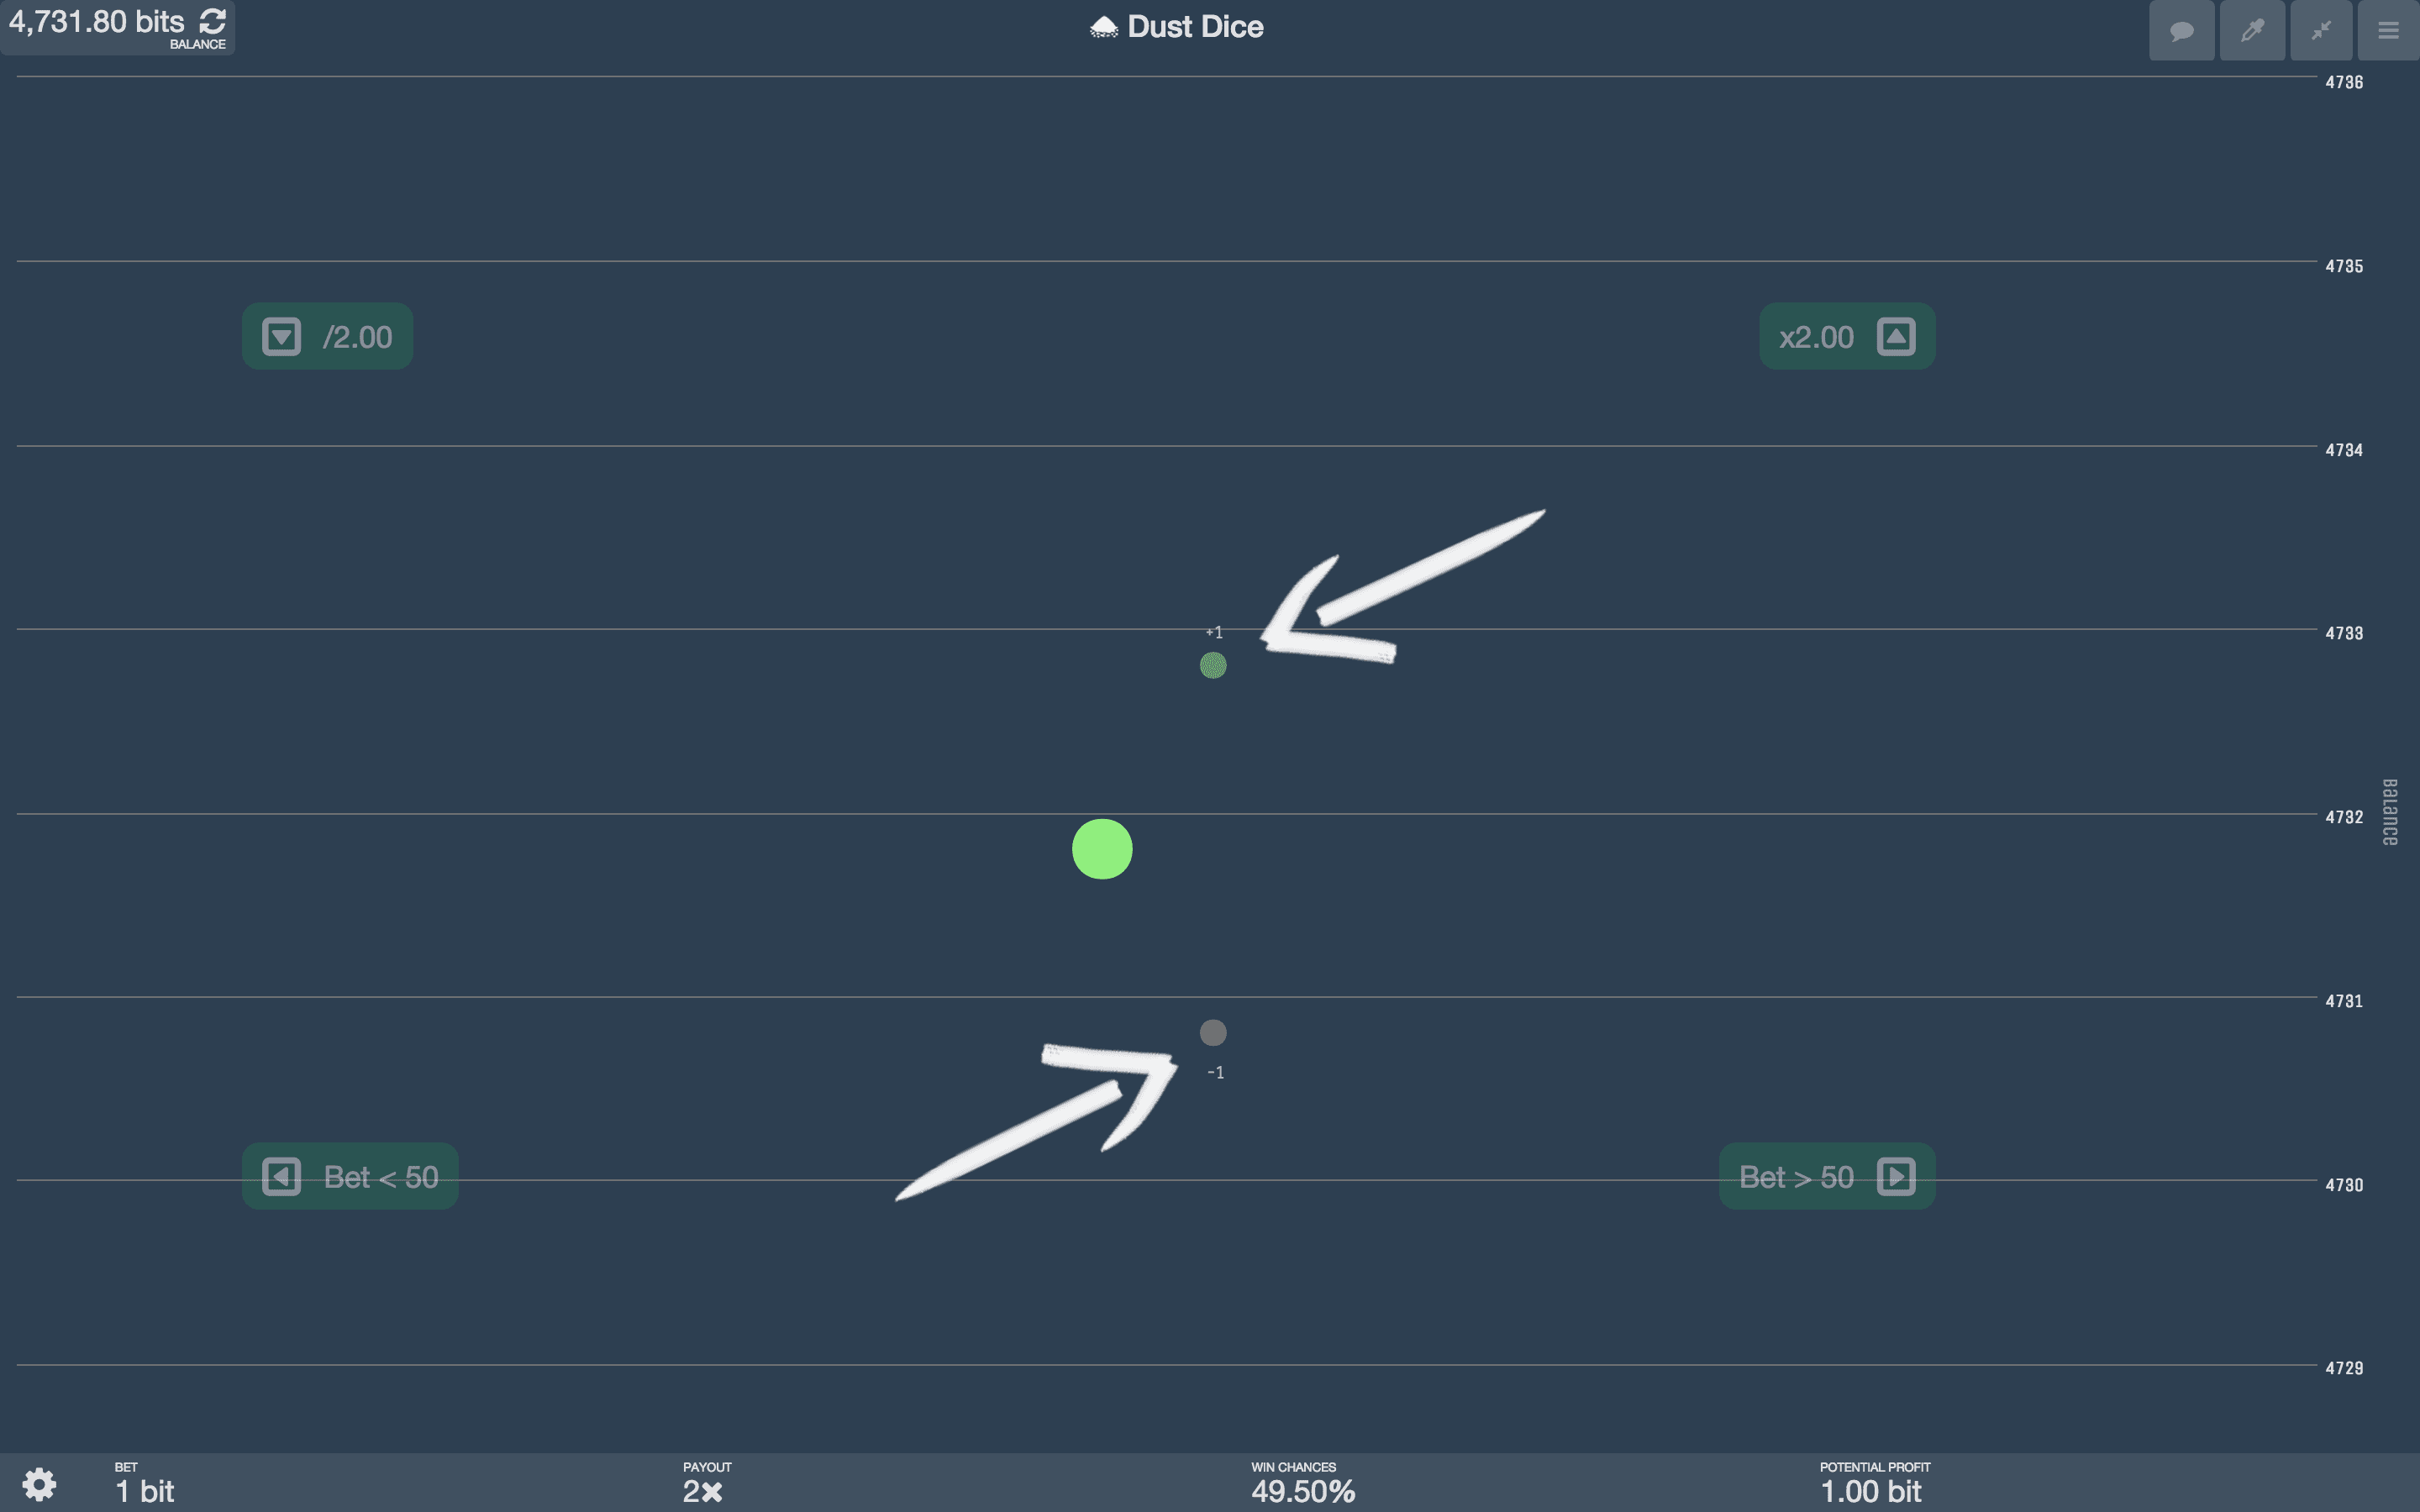 4,731.80 bits
BALANCE
Dust Dice
4736
4735
/2.00
x2.00
4734
+1
4733
4732
Balance
4731
-1
Bet < 50
Bet > 50
4730
4729
BET
1 bit
PAYOUT
2×
WIN CHANCES
49.50%
POTENTIAL PROFIT
1.00 bit